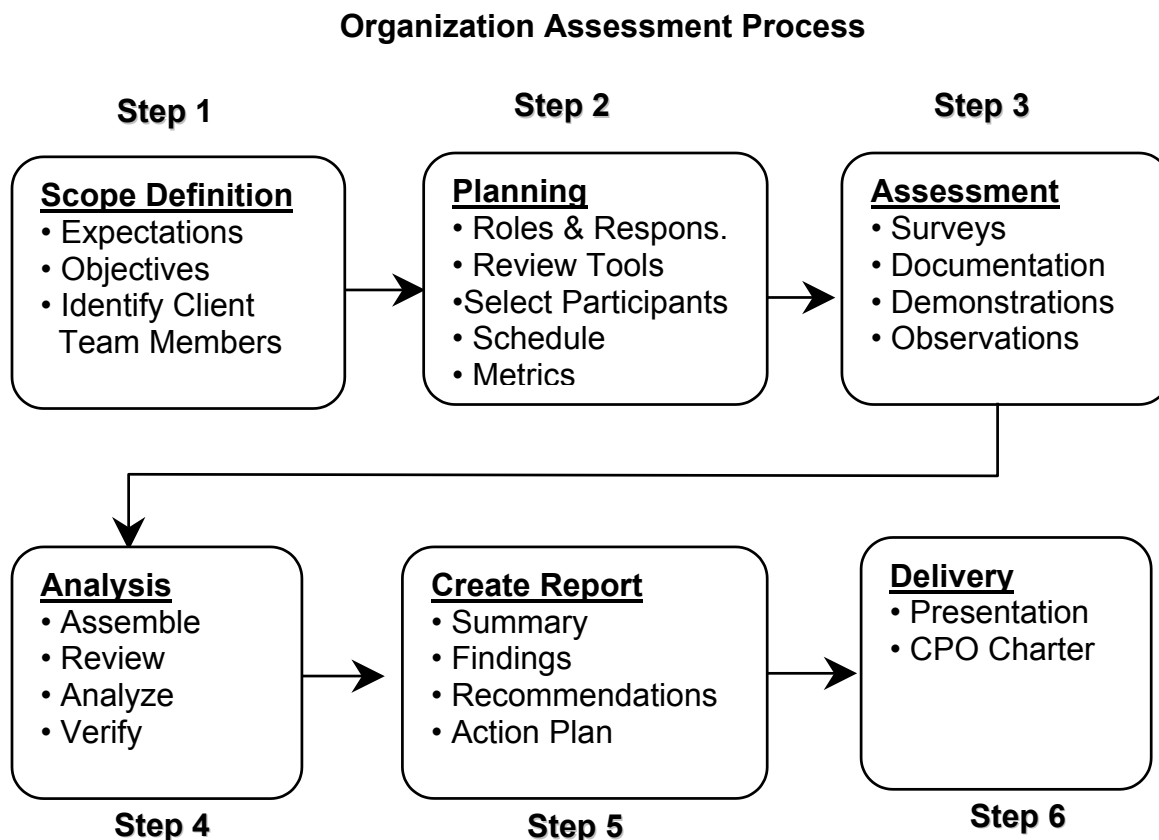 Organization Assessment Process
Step 1
Step 2
Step 3
Scope Definition
• Expectations
• Objectives
• Identify Client
Team Members
Planning
• Roles & Respons.
• Review Tools
•Select Participants
• Schedule
• Metrics
Assessment
• Surveys
• Documentation
• Demonstrations
• Observations
Analysis
• Assemble
• Review
• Analyze
• Verify
Create Report
• Summary
• Findings
• Recommendations
• Action Plan
Delivery
• Presentation
• CPO Charter
Step 4
Step 5
Step 6